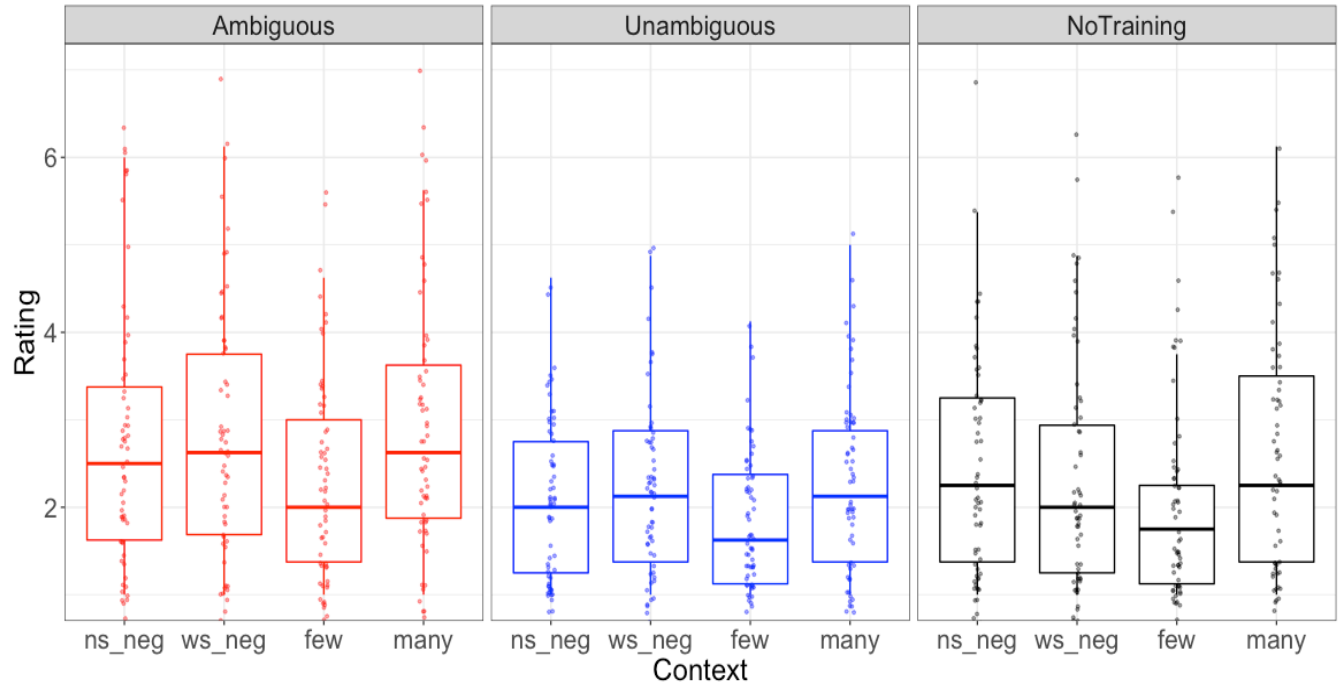 Ambiguous Unambiguous NoTraining
6
4
2
Rating
ns_neg ws_neg few many ns_neg ws_neg few many ns_neg ws_neg few many
Context